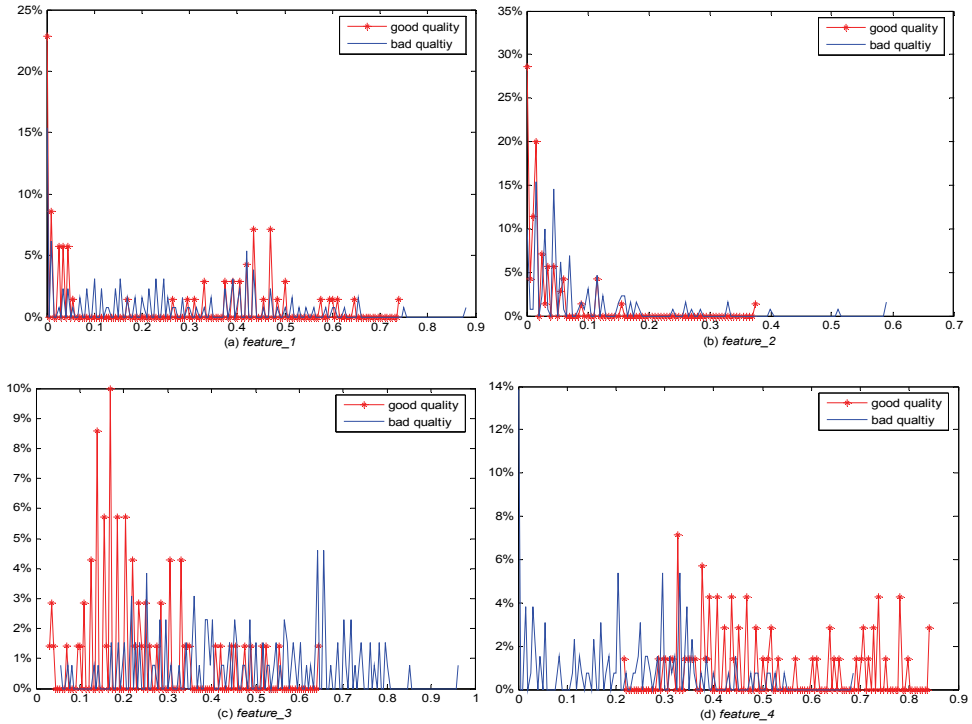 25%
20%
15%
10%
5%
0%
good quality
bad qualtiy
0 0.1 0.2 0.3 0.4 0.5 0.6 0.7 0.8 0.9
(a) feature_1
35%
30%
25%
20%
15%
10%
5%
0%
good quality
bad qualtiy
0 0.1 0.2 0.3 0.4 0.5 0.6 0.7
(b) feature_2
10%
9%
8%
7%
6%
5%
4%
3%
2%
1%
0%
good quality
bad qualtiy
0 0.1 0.2 0.3 0.4 0.5 0.6 0.7 0.8 0.9 1
(c) feature_3
14%
12%
10%
8%
6%
4%
2%
0%
good quality
bad qualtiy
0 0.1 0.2 0.3 0.4 0.5 0.6 0.7 0.8 0.9
(d) feature_4